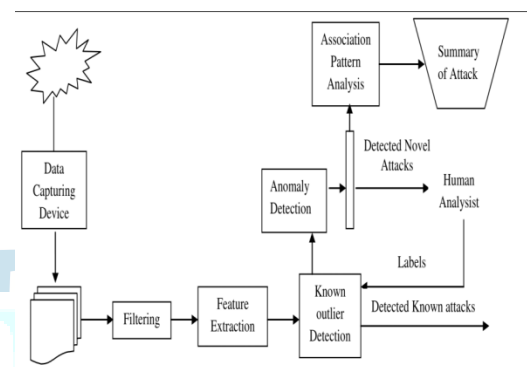 Association
Pattern
Analysis
Summary
of Attack
Detected Novel
Attacks
Data
Capturing
Device
Anomaly
Detection
Human
Analysist
Labels
Filtering
Feature
Extraction
Known
outlier
Detection
Detected Known attacks